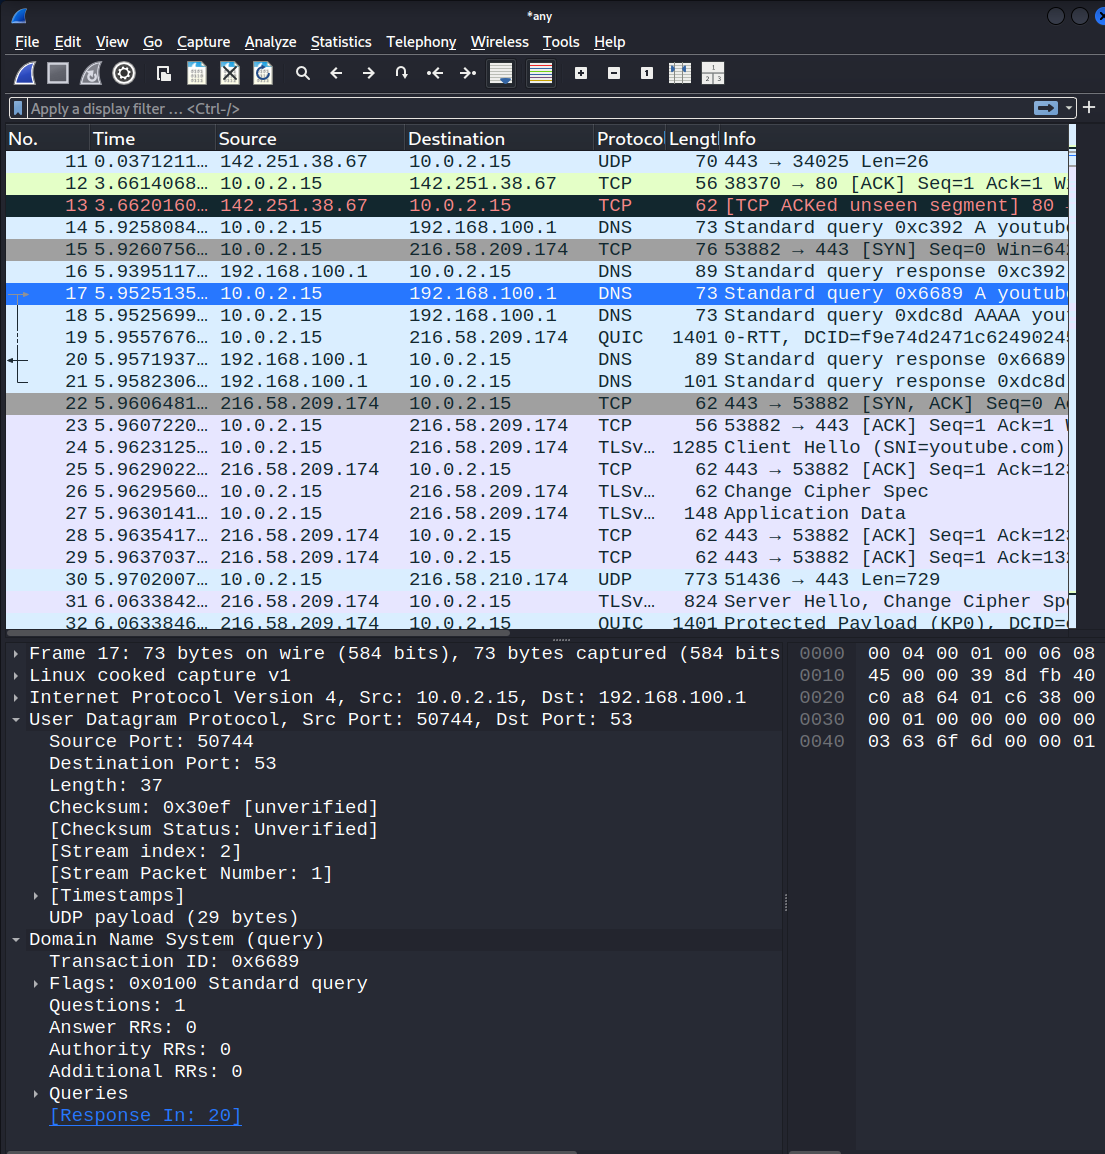 *any
File Edit View Go Capture Analyze Statistics Telephony Wireless Tools Help
Apply a display filter … <Ctrl-/>
No. Time Source Destination Protoco Lengtl Info
11 0.0371211… 142.251.38.67 10.0.2.15 UDP 70 443 → 34025 Len=26
12 3.6614068… 10.0.2.15 142.251.38.67 TCP 56 38370 → 80 [ACK] Seq=1 Ack=1 W
13 3.6620160… 142.251.38.67 10.0.2.15 TCP 62 [TCP ACKed unseen segment] 80
14 5.9258084… 10.0.2.15 192.168.100.1 DNS 73 Standard query 0xc392 A youtub
15 5.9260756… 10.0.2.15 216.58.209.174 TCP 76 53882 → 443 [SYN] Seq=0 Win=642
16 5.9395117… 192.168.100.1 10.0.2.15 DNS 89 Standard query response 0xc392
17 5.9525135… 10.0.2.15 192.168.100.1 DNS 73 Standard query 0x6689 A youtub
18 5.9525699… 10.0.2.15 192.168.100.1 DNS 73 Standard query 0xdc8d AAAA you
19 5.9557676… 10.0.2.15 216.58.209.174 QUIC 1401 0-RTT, DCID=f9e74d2471c6249024
20 5.9571937… 192.168.100.1 10.0.2.15 DNS 89 Standard query response 0x6689
21 5.9582306… 192.168.100.1 10.0.2.15 DNS 101 Standard query response 0xdc8d
22 5.9606481… 216.58.209.174 10.0.2.15 TCP 62 443 → 53882 [SYN, ACK] Seq=0 A
23 5.9607220… 10.0.2.15 216.58.209.174 TCP 56 53882 → 443 [ACK] Seq=1 Ack=1
24 5.9623125… 10.0.2.15 216.58.209.174 TLSv… 1285 Client Hello (SNI=youtube.com)
25 5.9629022… 216.58.209.174 10.0.2.15 TCP 62 443 → 53882 [ACK] Seq=1 Ack=123
26 5.9629560… 10.0.2.15 216.58.209.174 TLSv… 62 Change Cipher Spec
27 5.9630141… 10.0.2.15 216.58.209.174 TLSv… 148 Application Data
28 5.9635417… 216.58.209.174 10.0.2.15 TCP 62 443 → 53882 [ACK] Seq=1 Ack=123
29 5.9637037… 216.58.209.174 10.0.2.15 TCP 62 443 → 53882 [ACK] Seq=1 Ack=132
30 5.9702007… 10.0.2.15 216.58.210.174 UDP 773 51436 → 443 Len=729
31 6.0633842… 216.58.209.174 10.0.2.15 TLSv… 824 Server Hello, Change Cipher Sp
32 6.0633846… 216.58.209.174 10.0.2.15 QUIC 1401 Protected Payload (KP0), DCID=
Frame 17: 73 bytes on wire (584 bits), 73 bytes captured (584 bits
Linux cooked capture v1
Internet Protocol Version 4, Src: 10.0.2.15, Dst: 192.168.100.1
User Datagram Protocol, Src Port: 50744, Dst Port: 53
Source Port: 50744
Destination Port: 53
Length: 37
Checksum: 0x30ef [unverified]
[Checksum Status: Unverified]
[Stream index: 2]
[Stream Packet Number: 1]
[Timestamps]
UDP payload (29 bytes)
Domain Name System (query)
Transaction ID: 0x6689
Flags: 0x0100 Standard query
Questions: 1
Answer RRs: 0
Authority RRs: 0
Additional RRs: 0
Queries
[Response In: 20]
0000 00 04 00 01 00 06 08
0010 45 00 00 39 8d fb 40
0020 c0 a8 64 01 c6 38 00
0030 00 01 00 00 00 00 00
0040 03 63 6f 6d 00 00 01